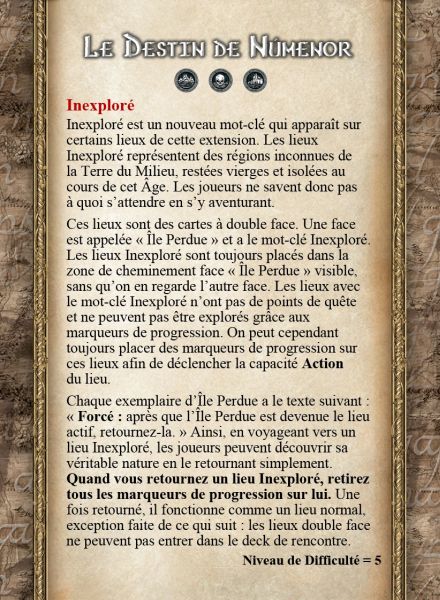 Le Destin de Númenor
Inexploré
Inexploré est un nouveau mot-clé qui apparaît sur
certains lieux de cette extension. Les lieux
Inexploré représentent des régions inconnues de
la Terre du Milieu, restées vierges et isolées au
cours de cet Âge. Les joueurs ne savent donc pas
à quoi s'attendre en s'y aventurant.
Ces lieux sont des cartes à double face. Une face
est appelée « Île Perdue » et a le mot-clé Inexploré.
Les lieux Inexploré sont toujours placés dans la
zone de cheminement face « Île Perdue » visible,
sans qu'on en regarde l'autre face. Les lieux avec
le mot-clé Inexploré n'ont pas de points de quête
et ne peuvent pas être explorés grâce aux
marqueurs de progression. On peut cependant
toujours placer des marqueurs de progression sur
ces lieux afin de déclencher la capacité Action
du lieu.
Chaque exemplaire d'Île Perdue a le texte suivant :
« Forcé : après que l'Île Perdue est devenue le lieu
actif, retournez-la. » Ainsi, en voyageant vers un
lieu Inexploré, les joueurs peuvent découvrir sa
véritable nature en le retournant simplement.
Quand vous retournez un lieu Inexploré, retirez
tous les marqueurs de progression sur lui. Une
fois retourné, il fonctionne comme un lieu normal,
exception faite de ce qui suit : les lieux double face
ne peuvent pas entrer dans le deck de rencontre.
Niveau de Difficulté = 5